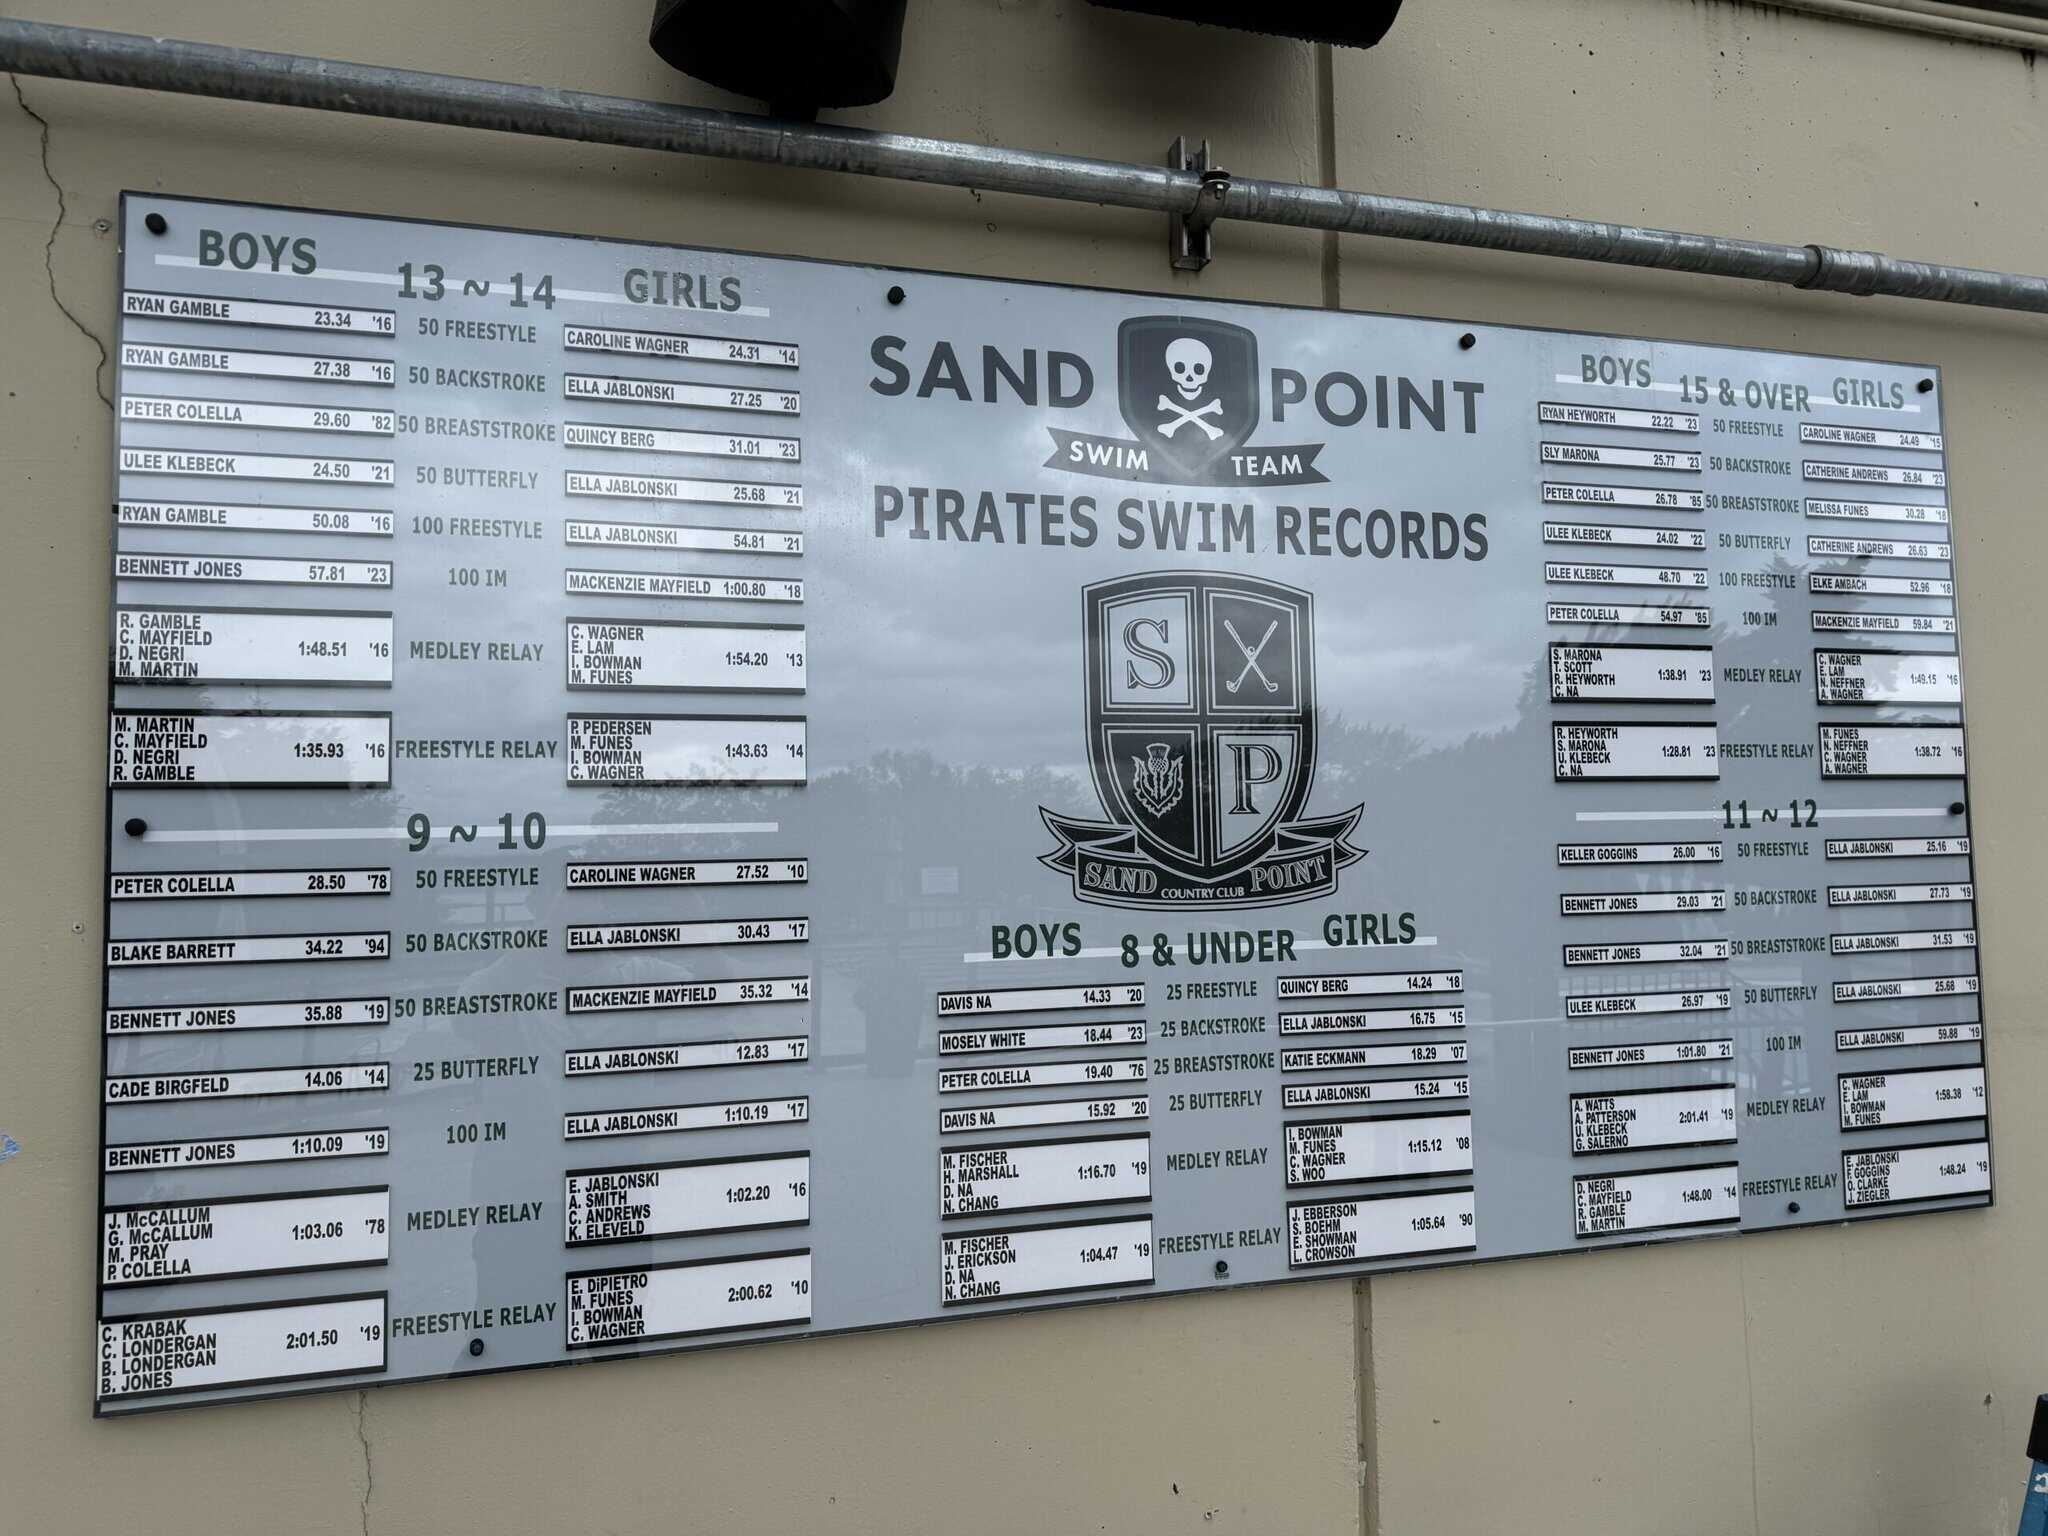 BOYS 13 ~ 14 GIRLS
RYAN GAMBLE 23.34 '16 50 FREESTYLE CAROLINE WAGNER 24.31 '14
RYAN GAMBLE 27.38 '16 50 BACKSTROKE ELLA JABLONSKI 27.25 '20
PETER COLELLA 29.60 '82 50 BREASTSTROKE QUINCY BERG 31.01 '23
ULEE KLEBECK 24.50 '21 50 BUTTERFLY ELLA JABLONSKI 25.68 '21
RYAN GAMBLE 50.08 '16 100 FREESTYLE ELLA JABLONSKI 54.81 '21
BENNETT JONES 57.81 '23 100 IM MACKENZIE MAYFIELD 1:00.80 '18
R. GAMBLE
C. MAYFIELD
D. NEGRI
M. MARTIN
1:48.51 '16
MEDLEY RELAY
C. WAGNER
E. LAM
I. BOWMAN
M. FUNES
1:54.20 '13
M. MARTIN
C. MAYFIELD
D. NEGRI
R. GAMBLE
1:35.93 '16
FREESTYLE RELAY
P. PEDERSEN
M. FUNES
I. BOWMAN
C. WAGNER
1:43.63 '14
9 ~ 10
PETER COLELLA 28.50 '78 50 FREESTYLE CAROLINE WAGNER 27.52 '10
BLAKE BARRETT 34.22 '94 50 BACKSTROKE ELLA JABLONSKI 30.43 '17
BENNETT JONES 35.88 '19 50 BREASTSTROKE MACKENZIE MAYFIELD 35.32 '14
CADE BIRGFELD 14.06 '14 25 BUTTERFLY ELLA JABLONSKI 12.83 '17
BENNETT JONES 1:10.09 '19 100 IM ELLA JABLONSKI 1:10.19 '17
J. McCALLUM
G. McCALLUM
M. PRAY
P. COLELLA
1:03.06 '78
MEDLEY RELAY
E. JABLONSKI
A. SMITH
C. ANDREWS
K. ELEVELD
1:02.20 '16
C. KRABAK
C. LONDERGAN
B. LONDERGAN
B. JONES
2:01.50 '19
FREESTYLE RELAY
E. DiPIETRO
M. FUNES
I. BOWMAN
C. WAGNER
2:00.62 '10
SAND POINT
SWIM TEAM
PIRATES SWIM RECORDS
S
P
SAND POINT
COUNTRY CLUB
BOYS 8 & UNDER GIRLS
DAVIS NA 14.33 '20 25 FREESTYLE QUINCY BERG 14.24 '18
MOSELY WHITE 18.44 '23 25 BACKSTROKE ELLA JABLONSKI 16.75 '15
PETER COLELLA 19.40 '76 25 BREASTSTROKE KATIE ECKMANN 18.29 '07
DAVIS NA 15.92 '20 25 BUTTERFLY ELLA JABLONSKI 15.24 '15
M. FISCHER
H. MARSHALL
D. NA
N. CHANG
1:16.70 '19
MEDLEY RELAY
I. BOWMAN
M. FUNES
C. WAGNER
S. WOO
1:15.12 '08
M. FISCHER
J. ERICKSON
D. NA
N. CHANG
1:04.47 '19
FREESTYLE RELAY
J. EBBERSON
S. BOEHM
E. SHOWMAN
L. CROWSON
1:05.64 '90
BOYS 15 & OVER GIRLS
RYAN HEYWORTH 22.22 '23 50 FREESTYLE CAROLINE WAGNER 24.49 '15
SLY MARONA 25.77 '23 50 BACKSTROKE CATHERINE ANDREWS 26.84 '23
PETER COLELLA 26.78 '85 50 BREASTSTROKE MELISSA FUNES 30.28 '18
ULEE KLEBECK 24.02 '22 50 BUTTERFLY CATHERINE ANDREWS 26.63 '23
ULEE KLEBECK 48.70 '22 100 FREESTYLE ELKE AMBACH 52.96 '18
PETER COLELLA 54.97 '85 100 IM MACKENZIE MAYFIELD 59.84 '21
S. MARONA
T. SCOTT
R. HEYWORTH
C. NA
1:38.91 '23
MEDLEY RELAY
C. WAGNER
E. LAM
N. NEFFNER
A. WAGNER
1:49.15 '16
R. HEYWORTH
S. MARONA
U. KLEBECK
C. NA
1:28.81 '23
FREESTYLE RELAY
M. FUNES
N. NEFFNER
C. WAGNER
A. WAGNER
1:38.72 '16
11 ~ 12
KELLER GOGGINS 26.00 '16 50 FREESTYLE ELLA JABLONSKI 25.16 '19
BENNETT JONES 29.03 '21 50 BACKSTROKE ELLA JABLONSKI 27.73 '19
BENNETT JONES 32.04 '21 50 BREASTSTROKE ELLA JABLONSKI 31.53 '19
ULEE KLEBECK 26.97 '19 50 BUTTERFLY ELLA JABLONSKI 25.68 '19
BENNETT JONES 1:01.80 '21 100 IM ELLA JABLONSKI 59.88 '19
A. WATTS
A. PATTERSON
U. KLEBECK
G. SALERNO
2:01.41 '19
MEDLEY RELAY
C. WAGNER
E. LAM
I. BOWMAN
M. FUNES
1:58.38 '12
D. NEGRI
C. MAYFIELD
R. GAMBLE
M. MARTIN
1:48.00 '14
FREESTYLE RELAY
E. JABLONSKI
F. GOGGINS
O. CLARKE
J. ZIEGLER
1:48.24 '19